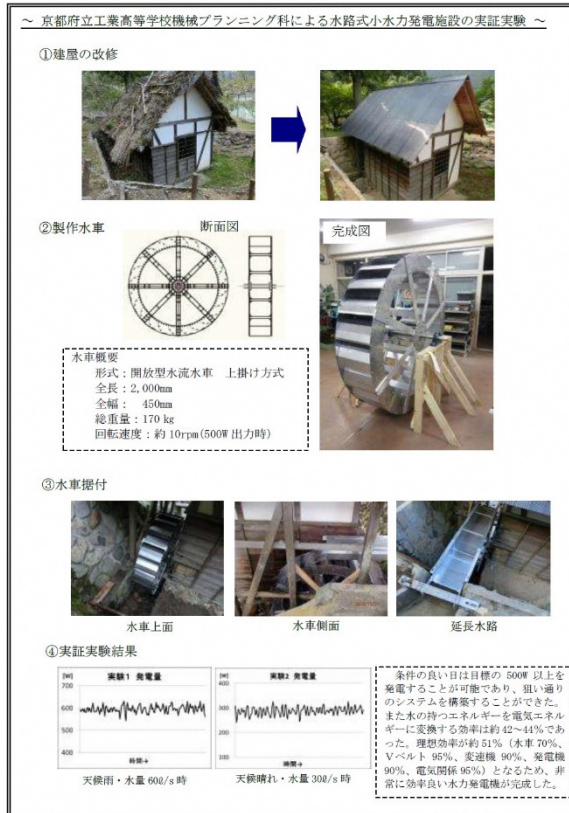 ～ 京都府立工業高等学校機械プランニング科による水路式小水力発電施設の実証実験 ～
①建屋の改修
②製作水車
断面図
完成図
水車概要
形式：開放型水流水車　上掛け方式
全長：2,000mm
全幅：　450mm
総重量：170 kg
回転速度：約 10rpm(500W 出力時)
③水車据付
水車上面
水車側面
延長水路
④実証実験結果
[W]
実験1 発電量
700
600
500
400
時間→
天候雨・水量 60ℓ/s 時
[W]
実験2 発電量
400
300
200
100
時間→
天候晴れ・水量 30ℓ/s 時
条件の良い日は目標の 500W 以上を
発電することが可能であり、狙い通り
のシステムを構築することができた。
また水の持つエネルギーを電気エネル
ギーに変換する効率は約 42～44％であ
った。理想効率が約 51％（水車 70％、
Ｖベルト 95％、変速機 90％、発電機
90％、電気関係 95％）となるため、非
常に効率良い水力発電機が完成した。